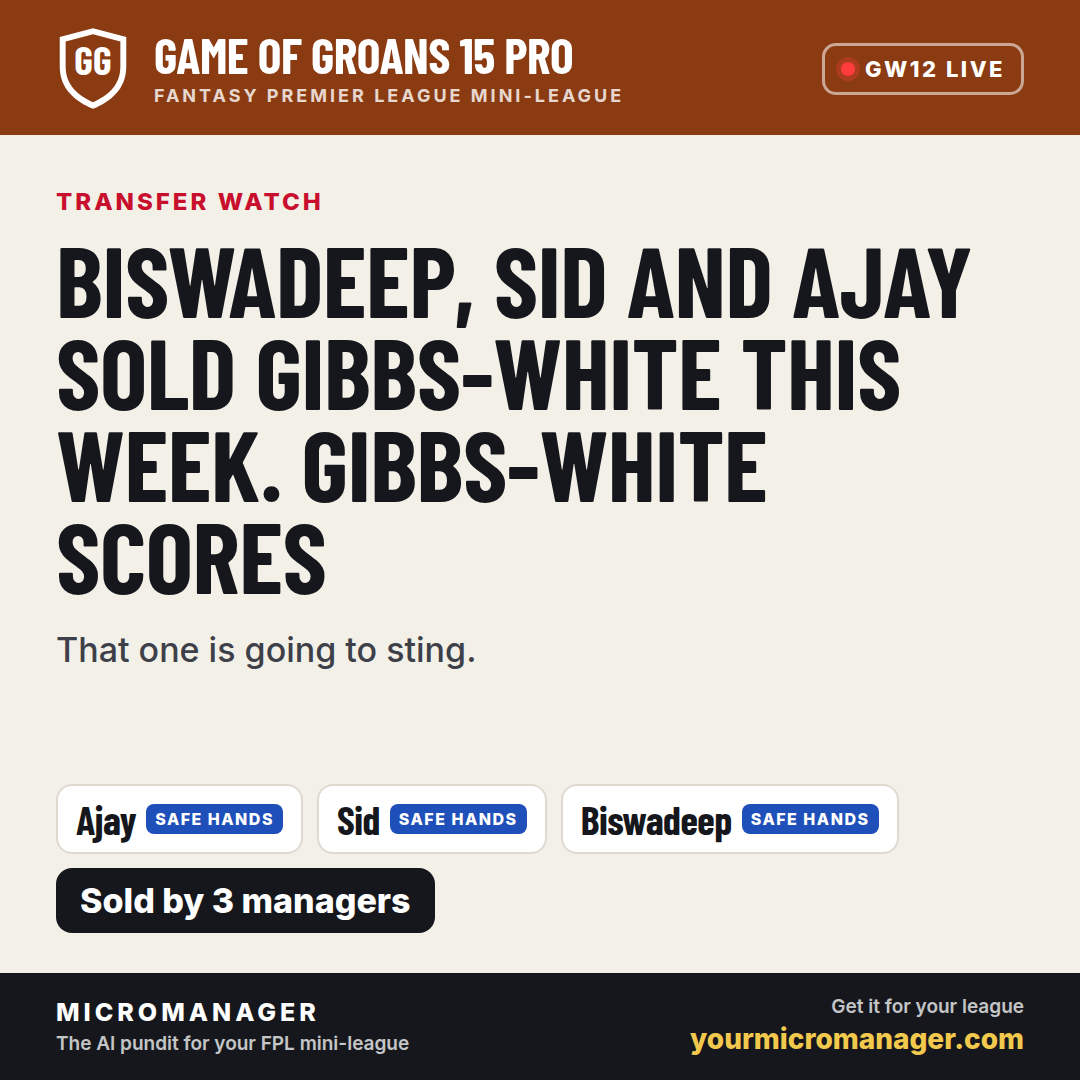 GG
GAME OF GROANS 15 PRO
FANTASY PREMIER LEAGUE MINI-LEAGUE
GW12 LIVE
TRANSFER WATCH
BISWADEEP, SID AND AJAY
SOLD GIBBS-WHITE THIS
WEEK. GIBBS-WHITE
SCORES
That one is going to sting.
Ajay SAFE HANDS
Sid SAFE HANDS
Biswadeep SAFE HANDS
Sold by 3 managers
MICROMANAGER
The AI pundit for your FPL mini-league
Get it for your league
yourmicromanager.com